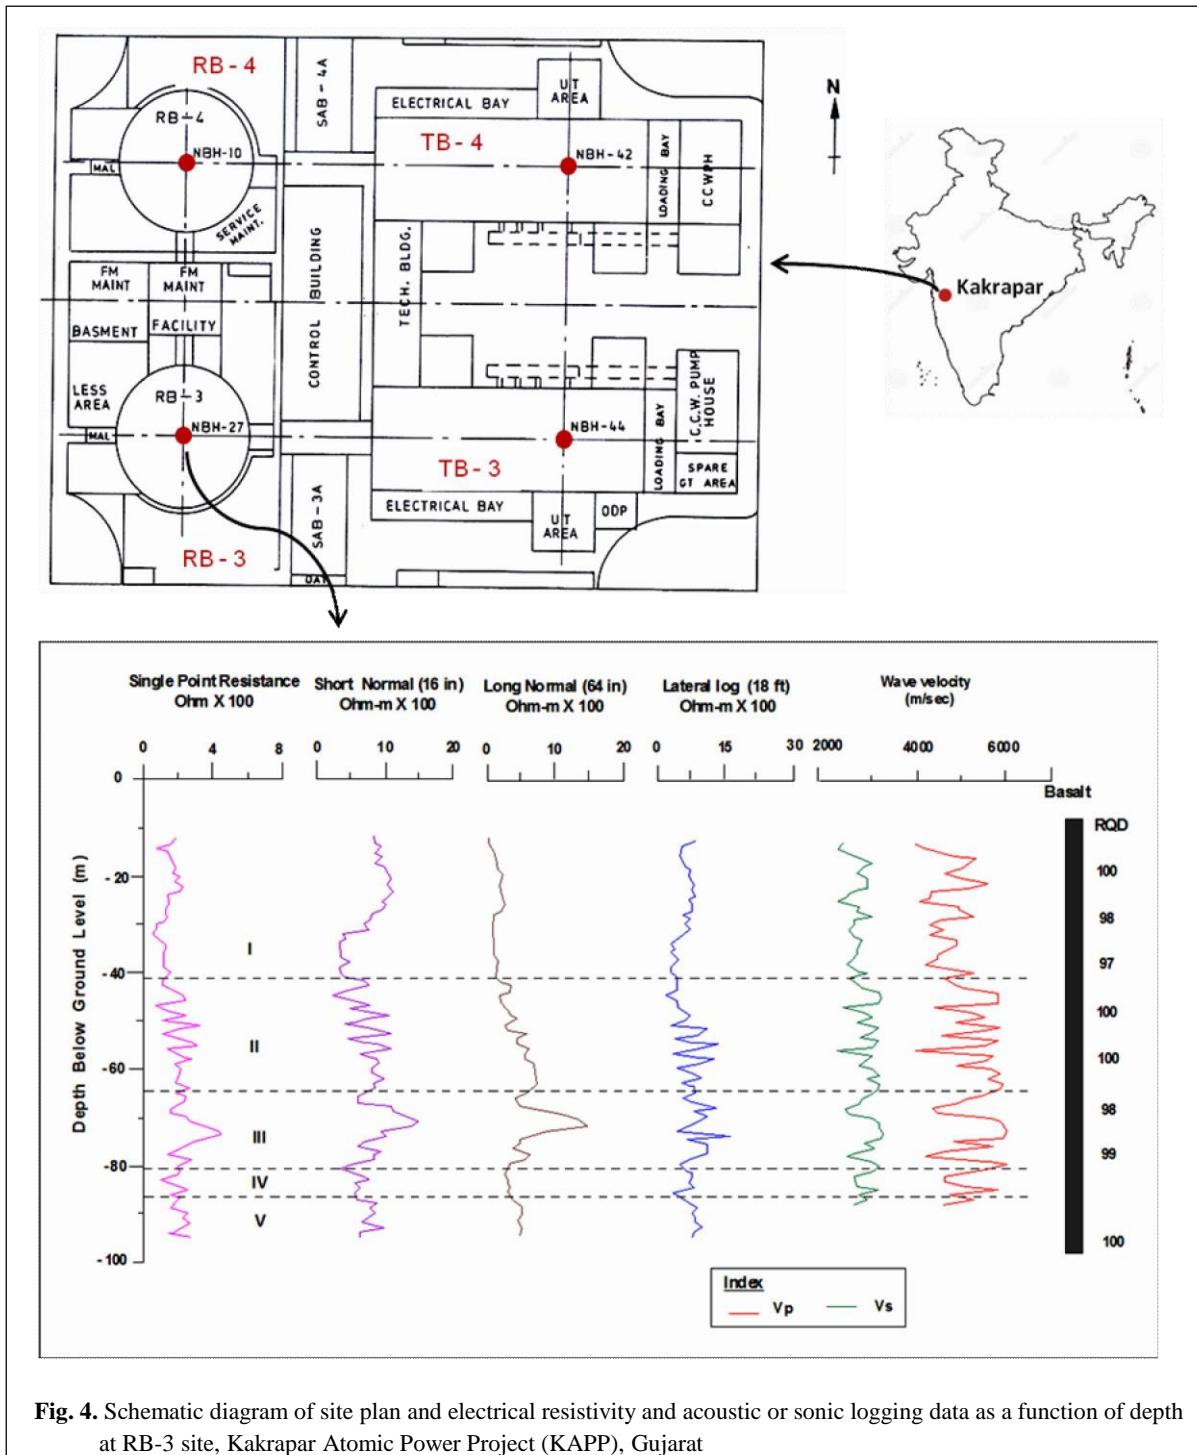 RB - 4
SAB - 4A
ELECTRICAL BAY
UT
AREA
RB-4
TB - 4
NBH-10
NBH-42
MAL
LOADING BAY
CCWPH
SERVICE
MAINT.
N
FM
MAINT
FM
MAINT
BASMENT
FACILITY
CONTROL BUILDING
TECH. BLDG.
Kakrapar
LESS
AREA
RB-3
NBH-27
NBH-44
MAL
C.C.W. PUMP
HOUSE
LOADING BAY
TB - 3
SPARE
GT AREA
SAB-3A
ELECTRICAL BAY
UT
AREA
ODP
RB - 3
Single Point Resistance
Ohm X 100
Short Normal (16 in)
Ohm-m X 100
Long Normal (64 in)
Ohm-m X 100
Lateral log (18 ft)
Ohm-m X 100
Wave velocity
(m/sec)
0 4 8 0 10 20 0 10 20 0 15 30 2000 4000 6000
0
Basalt
RQD
Depth Below Ground Level (m)
- 20
100
98
I
97
- 40
100
II
100
- 60
98
III
99
- 80
IV
V
100
- 100
Index
Vp Vs
Fig. 4. Schematic diagram of site plan and electrical resistivity and acoustic or sonic logging data as a function of depth
at RB-3 site, Kakrapar Atomic Power Project (KAPP), Gujarat